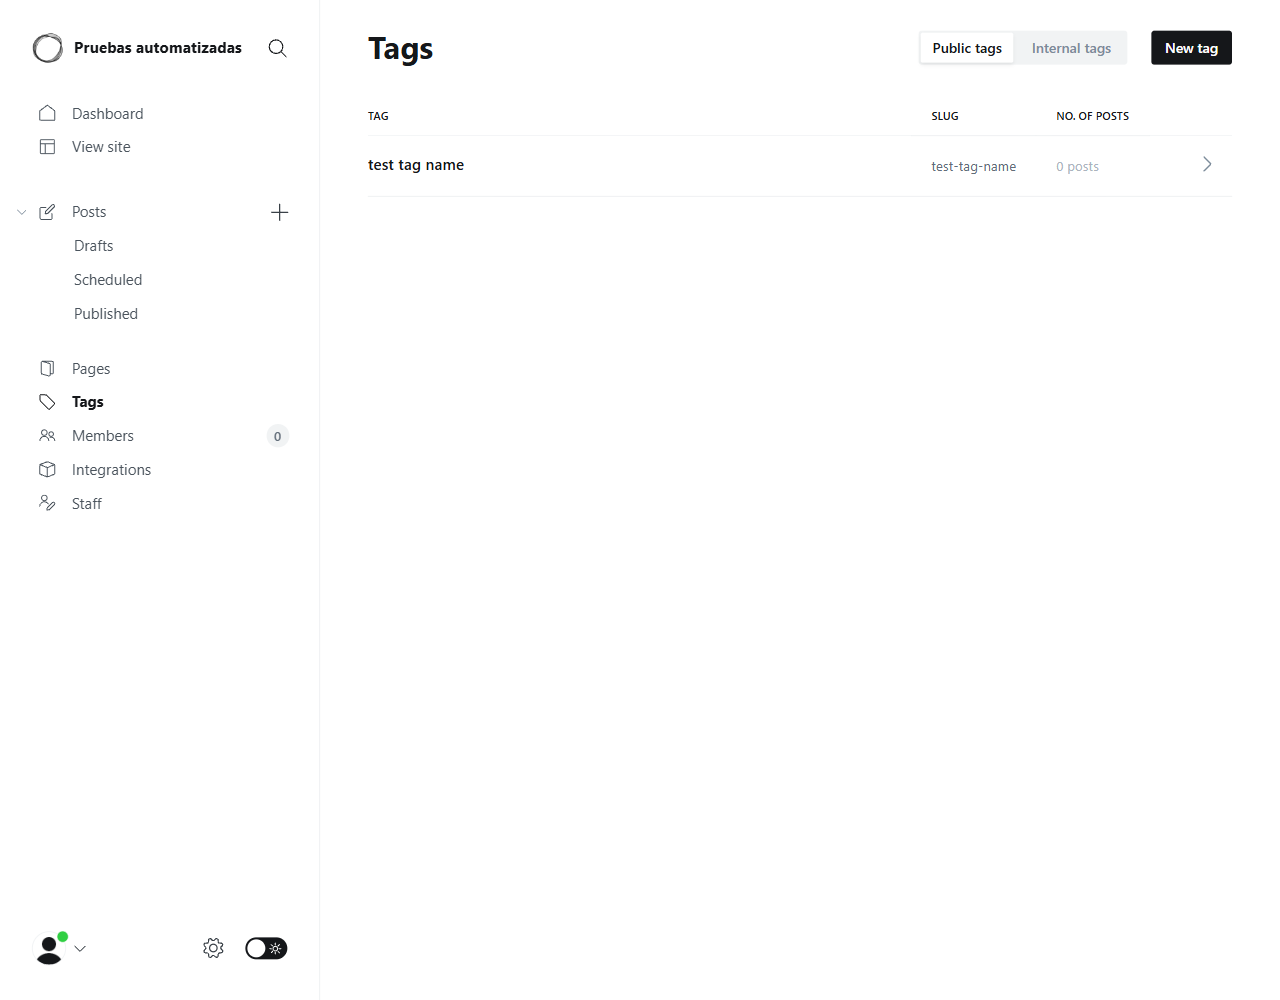 Pruebas automatizadas
Dashboard
View site
Posts
Drafts
Scheduled
Published
Pages
Tags
Members 0
Integrations
Staff
Tags
Public tags Internal tags New tag
TAG SLUG NO. OF POSTS
test tag name test-tag-name 0 posts